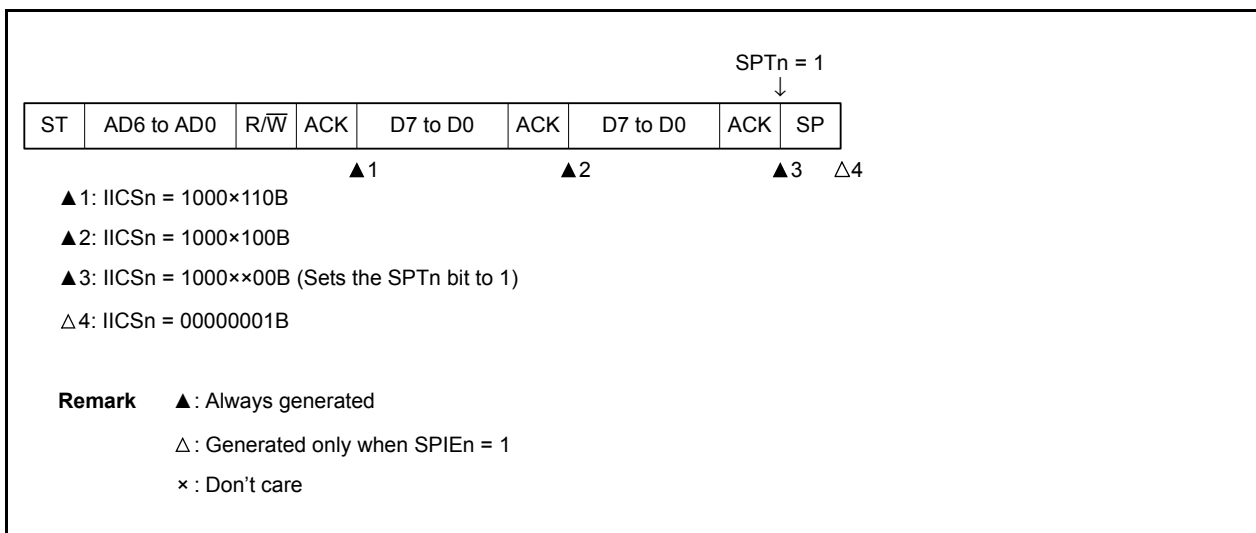 SPTn = 1
↓
ST AD6 to AD0 R/W̅ ACK D7 to D0 ACK D7 to D0 ACK SP
▲1 ▲2 ▲3 △4
▲1: IICSn = 1000×110B
▲2: IICSn = 1000×100B
▲3: IICSn = 1000××00B (Sets the SPTn bit to 1)
△4: IICSn = 00000001B
Remark ▲: Always generated
△: Generated only when SPIEn = 1
× : Don't care